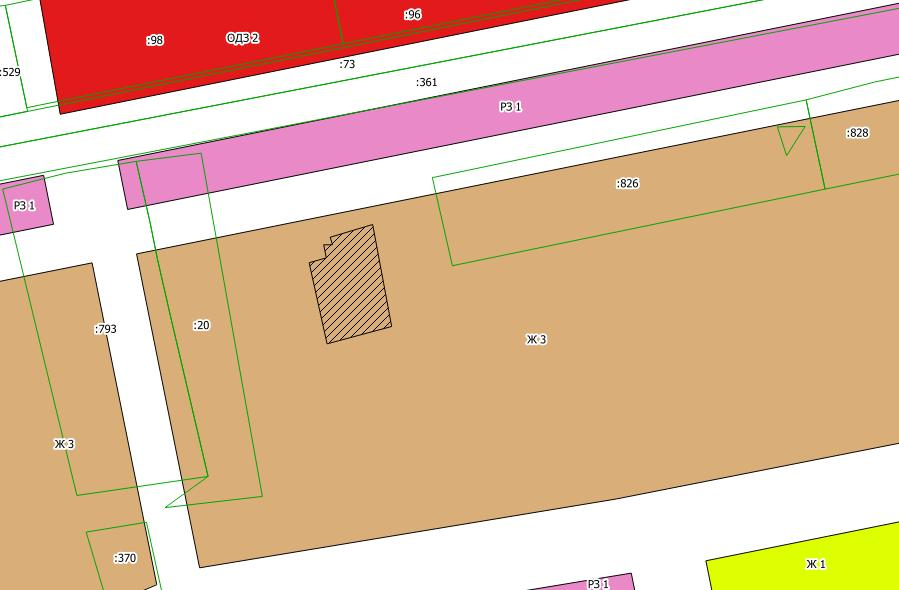 :96
:98
ОДЗ 2
:73
:529
:361
РЗ 1
:828
:826
РЗ 1
:20
:793
Ж 3
Ж 3
:370
Ж 1
РЗ 1